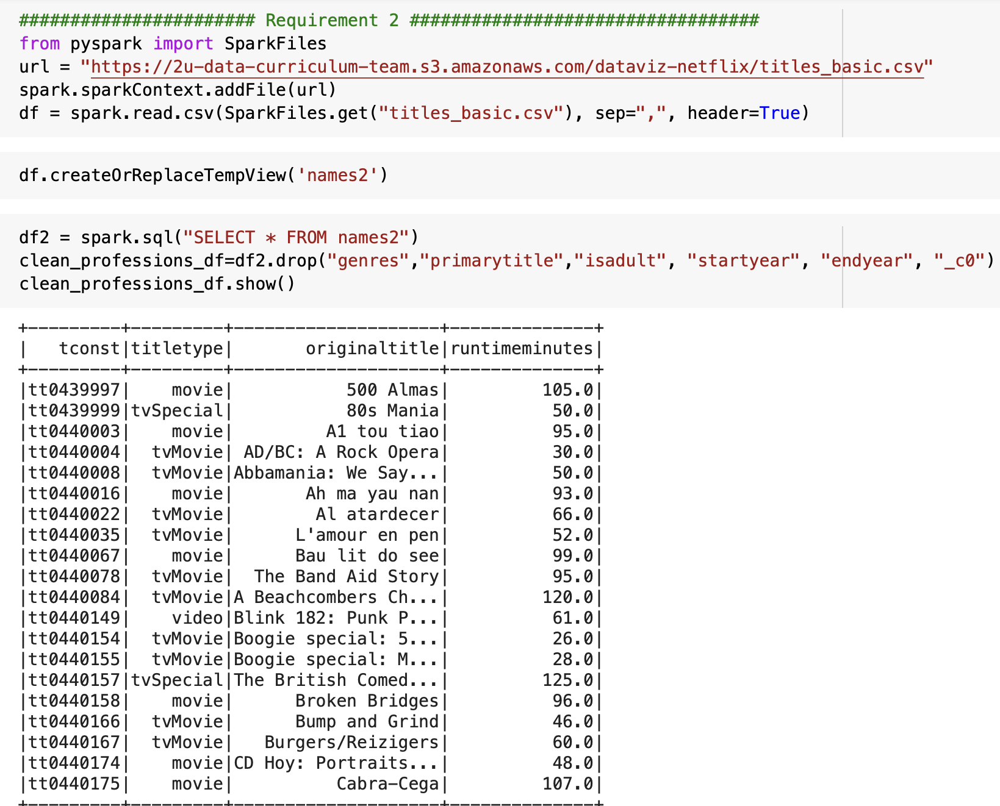 ####################### Requirement 2 ##################################
from pyspark import SparkFiles
url = "https://2u-data-curriculum-team.s3.amazonaws.com/dataviz-netflix/titles_basic.csv"
spark.sparkContext.addFile(url)
df = spark.read.csv(SparkFiles.get("titles_basic.csv"), sep=",", header=True)
df.createOrReplaceTempView('names2')
df2 = spark.sql("SELECT * FROM names2")
clean_professions_df=df2.drop("genres","primarytitle","isadult", "startyear", "endyear", "_c0")
clean_professions_df.show()
+---------+---------+--------------------+--------------+
|   tconst|titletype|       originaltitle|runtimeminutes|
+---------+---------+--------------------+--------------+
|tt0439997|    movie|           500 Almas|         105.0|
|tt0439999|tvSpecial|           80s Mania|          50.0|
|tt0440003|    movie|         A1 tou tiao|          95.0|
|tt0440004|  tvMovie| AD/BC: A Rock Opera|          30.0|
|tt0440008|  tvMovie|Abbamania: We Say...|          50.0|
|tt0440016|    movie|       Ah ma yau nan|          93.0|
|tt0440022|  tvMovie|        Al atardecer|          66.0|
|tt0440035|  tvMovie|      L'amour en pen|          52.0|
|tt0440067|    movie|      Bau lit do see|          99.0|
|tt0440078|  tvMovie|  The Band Aid Story|          95.0|
|tt0440084|  tvMovie|A Beachcombers Ch...|         120.0|
|tt0440149|    video|Blink 182: Punk P...|          61.0|
|tt0440154|  tvMovie|Boogie special: 5...|          26.0|
|tt0440155|  tvMovie|Boogie special: M...|          28.0|
|tt0440157|tvSpecial|The British Comed...|         125.0|
|tt0440158|    movie|      Broken Bridges|          96.0|
|tt0440166|  tvMovie|      Bump and Grind|          46.0|
|tt0440167|  tvMovie|   Burgers/Reizigers|          60.0|
|tt0440174|    movie|CD Hoy: Portraits...|          48.0|
|tt0440175|    movie|          Cabra-Cega|         107.0|
+---------+---------+--------------------+--------------+